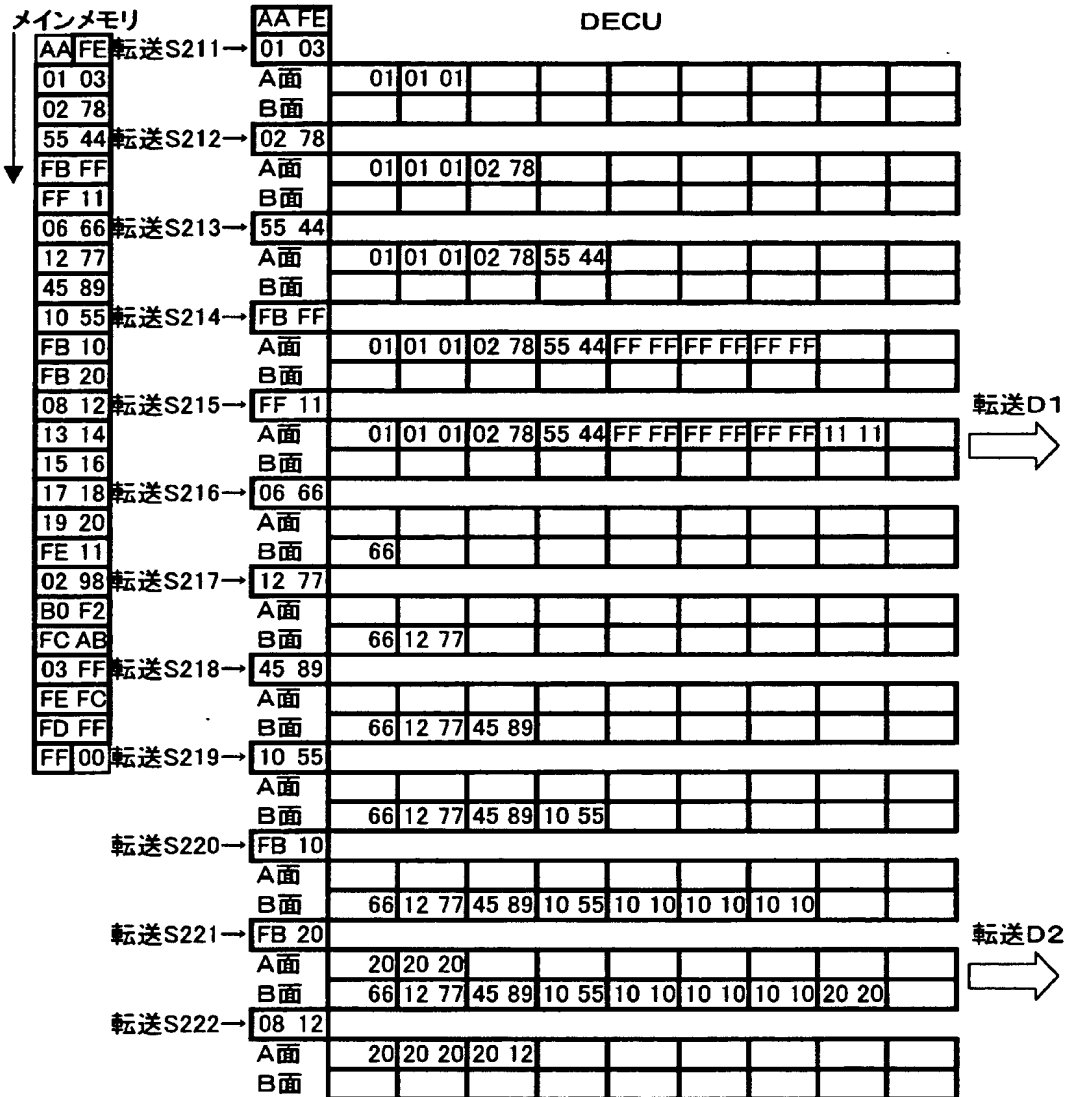 メインメモリ
AA FE DECU
AA FE 転送S211→ 01 03
01 03 A面 01 01 01
02 78 B面
55 44 転送S212→ 02 78
FB FF A面 01 01 01 02 78
FF 11 B面
06 66 転送S213→ 55 44
12 77 A面 01 01 01 02 78 55 44
45 89 B面
10 55 転送S214→ FB FF
FB 10 A面 01 01 01 02 78 55 44 FF FF FF FF FF FF
FB 20 B面
08 12 転送S215→ FF 11 転送D1
13 14 A面 01 01 01 02 78 55 44 FF FF FF FF FF FF 11 11
15 16 B面
17 18 転送S216→ 06 66
19 20 A面
FE 11 B面 66
02 98 転送S217→ 12 77
B0 F2 A面
FC AB B面 66 12 77
03 FF 転送S218→ 45 89
FE FC A面
FD FF B面 66 12 77 45 89
FF 00 転送S219→ 10 55
A面
B面 66 12 77 45 89 10 55
転送S220→ FB 10
A面
B面 66 12 77 45 89 10 55 10 10 10 10 10 10
転送S221→ FB 20 転送D2
A面 20 20 20
B面 66 12 77 45 89 10 55 10 10 10 10 10 10 20 20
転送S222→ 08 12
A面 20 20 20 20 12
B面